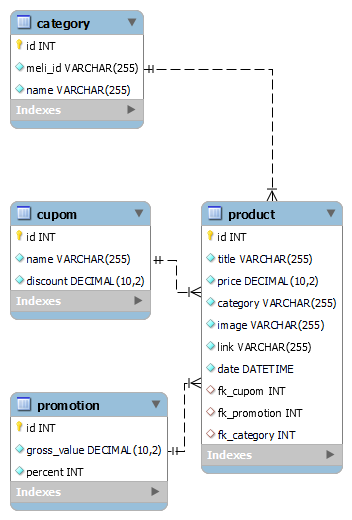 category
id INT
meli_id VARCHAR(255)
name VARCHAR(255)
Indexes
cupom
id INT
name VARCHAR(255)
discount DECIMAL(10,2)
Indexes
promotion
id INT
gross_value DECIMAL(10,2)
percent INT
Indexes
product
id INT
title VARCHAR(255)
price DECIMAL(10,2)
category VARCHAR(255)
image VARCHAR(255)
link VARCHAR(255)
date DATETIME
fk_cupom INT
fk_promotion INT
fk_category INT
Indexes